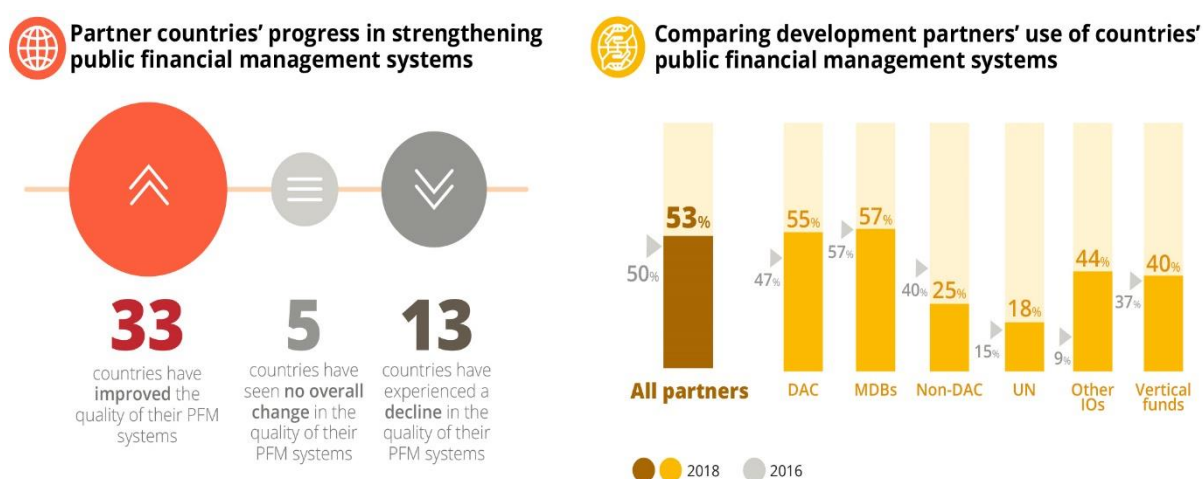 Partner countries’ progress in strengthening
public financial management systems
33
countries have
improved the
quality of their PFM
systems
5
countries have
seen no overall
change in the
quality of their
PFM systems
13
countries have
experienced a
decline in the
quality of their
PFM systems
Comparing development partners’ use of countries’
public financial management systems
53%
50%
All partners
55%
47%
DAC
57%
57%
MDBs
25%
40%
Non-DAC
18%
15%
UN
44%
9%
Other
IOs
40%
37%
Vertical
funds
2018
2016